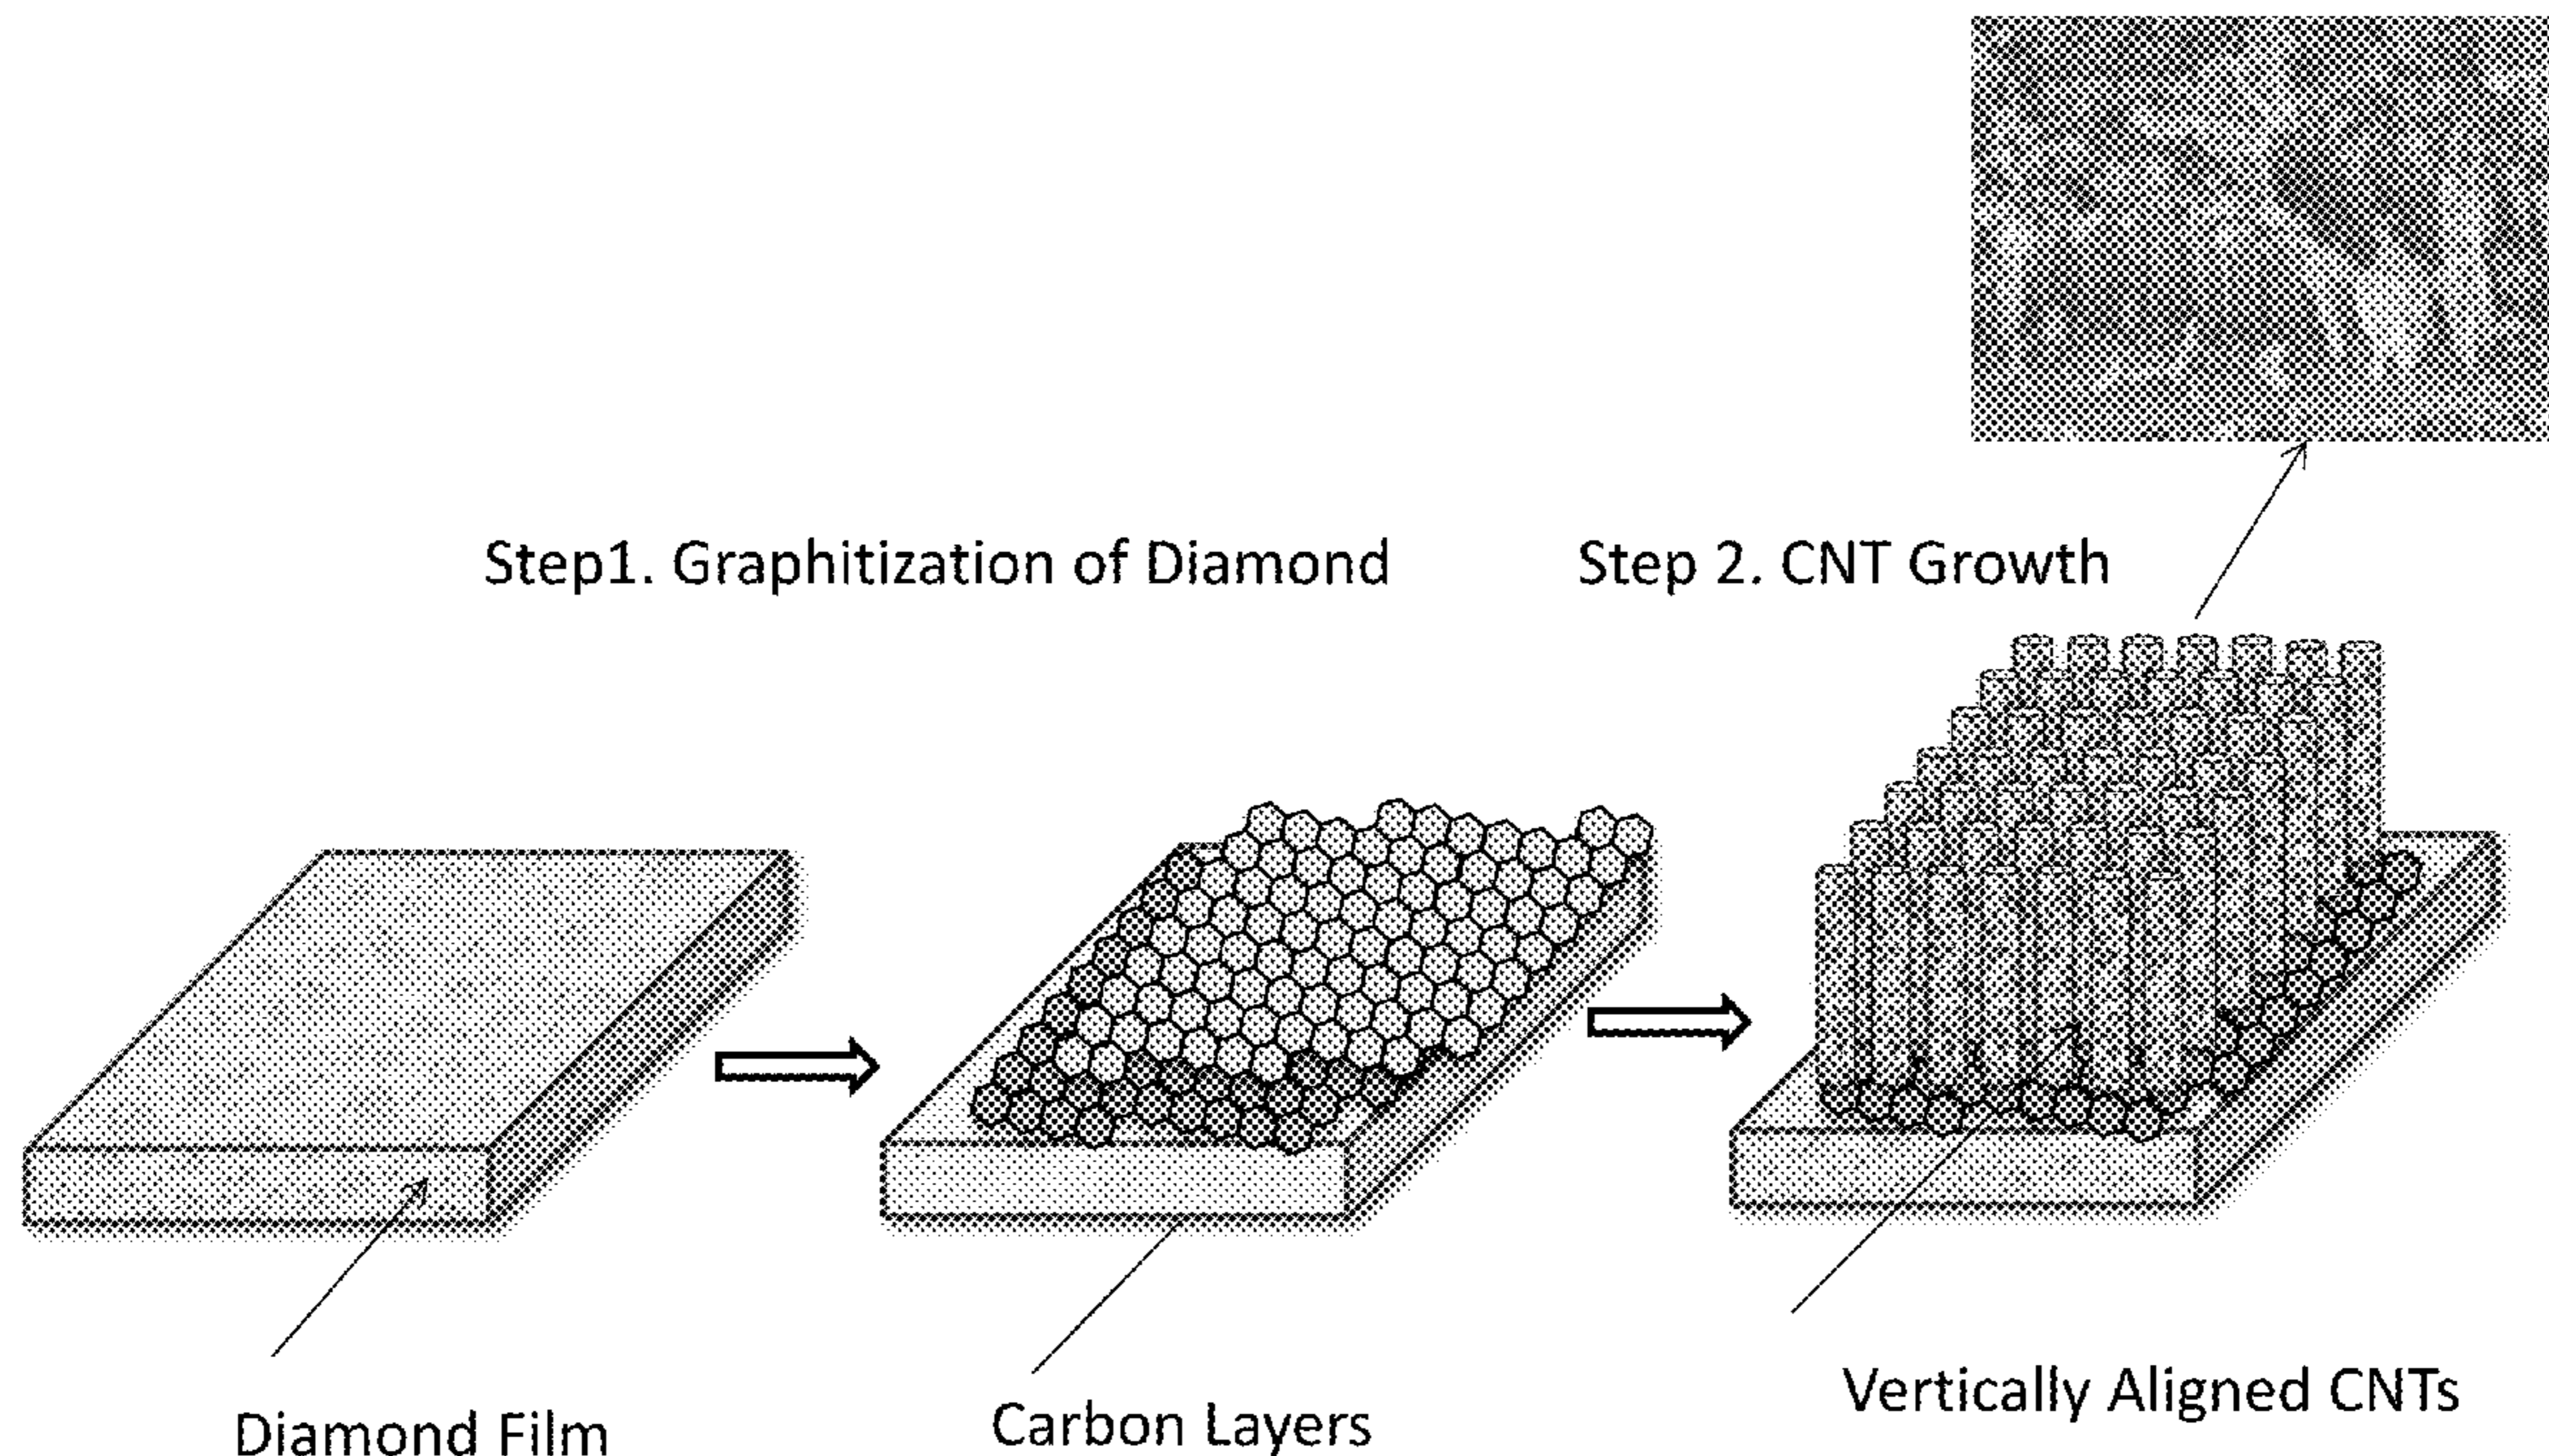 Step1. Graphitization of Diamond
Step 2. CNT Growth
Diamond Film
Carbon Layers
Vertically Aligned CNTs